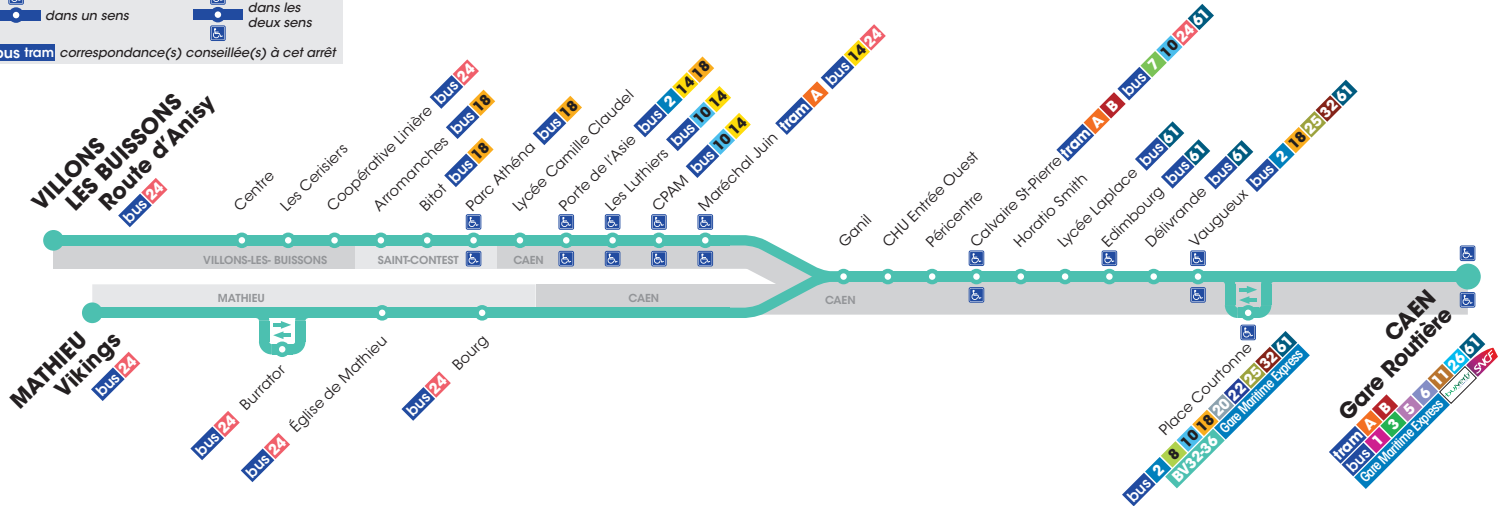 dans un sens
dans les
deux sens
bus tram correspondance(s) conseillée(s) à cet arrêt
VILLONS
LES BUISSONS
Route d'Anisy
bus 24
Centre
Les Cerisiers
Coopérative Linière bus 24
Arromanches bus 18
Bitot bus 18
Parc Athéna bus 18
Lycée Camille Claudel
Porte de l'Asie bus 2 14 18
Les Luthiers bus 10 14
CPAM bus 10 14
Maréchal Juin tram A bus 14 24
Ganil
CHU Entrée Ouest
Péricentre
Calvaire St-Pierre tram A B bus 7 10 24 61
Horatio Smith
Lycée Laplace bus 61
Edimbourg bus 61
Délivrande bus 61
Vaugueux bus 2 18 25 32 61
VILLONS-LES- BUISSONS
SAINT-CONTEST
CAEN
MATHIEU
CAEN
CAEN
MATHIEU
Vikings
bus 24
Burrator
bus 24
Église de Mathieu
bus 24
Bourg
bus 24
Place Courtonne
bus 2 8 10 18 20 22 25 32 61
BV32-36 Gare Maritime Express
CAEN
Gare Routière
tram A B
bus 1 3 5 6 11 26 61
Gare Maritime Express
SNCF